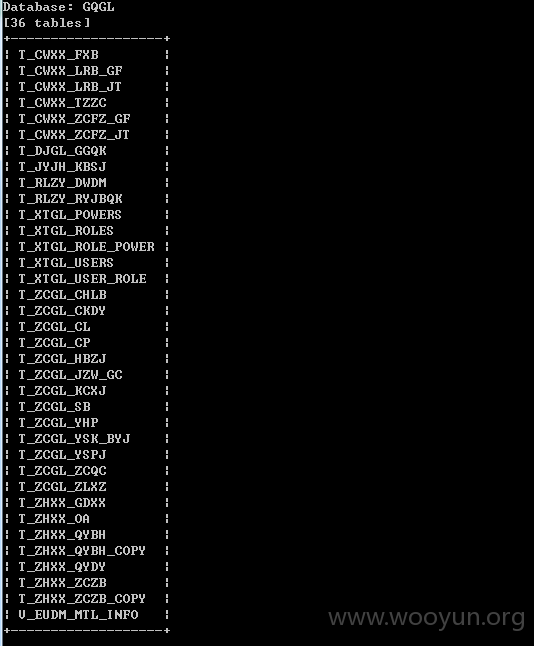 Database: GQGL
[36 tables]
+-------------------+
¦ T_CWXX_FXB ¦
¦ T_CWXX_LRB_GF ¦
¦ T_CWXX_LRB_JT ¦
¦ T_CWXX_TZZC ¦
¦ T_CWXX_ZCFZ_GF ¦
¦ T_CWXX_ZCFZ_JT ¦
¦ T_DJGL_GGQK ¦
¦ T_JYJH_KBSJ ¦
¦ T_RLZY_DWDM ¦
¦ T_RLZY_RYJBQK ¦
¦ T_XTGL_POWERS ¦
¦ T_XTGL_ROLES ¦
¦ T_XTGL_ROLE_POWER ¦
¦ T_XTGL_USERS ¦
¦ T_XTGL_USER_ROLE ¦
¦ T_ZCGL_CHLB ¦
¦ T_ZCGL_CKDY ¦
¦ T_ZCGL_CL ¦
¦ T_ZCGL_CP ¦
¦ T_ZCGL_HBZJ ¦
¦ T_ZCGL_JZW_GC ¦
¦ T_ZCGL_KCXJ ¦
¦ T_ZCGL_SB ¦
¦ T_ZCGL_YHP ¦
¦ T_ZCGL_YSK_BYJ ¦
¦ T_ZCGL_YSPJ ¦
¦ T_ZCGL_ZCQC ¦
¦ T_ZCGL_ZLXZ ¦
¦ T_ZHXX_GDXX ¦
¦ T_ZHXX_OA ¦
¦ T_ZHXX_QYBH ¦
¦ T_ZHXX_QYBH_COPY ¦
¦ T_ZHXX_QYDY ¦
¦ T_ZHXX_ZCZB ¦
¦ T_ZHXX_ZCZB_COPY ¦
¦ V_EUDM_MTL_INFO ¦
+-------------------+
www.wooyun.org